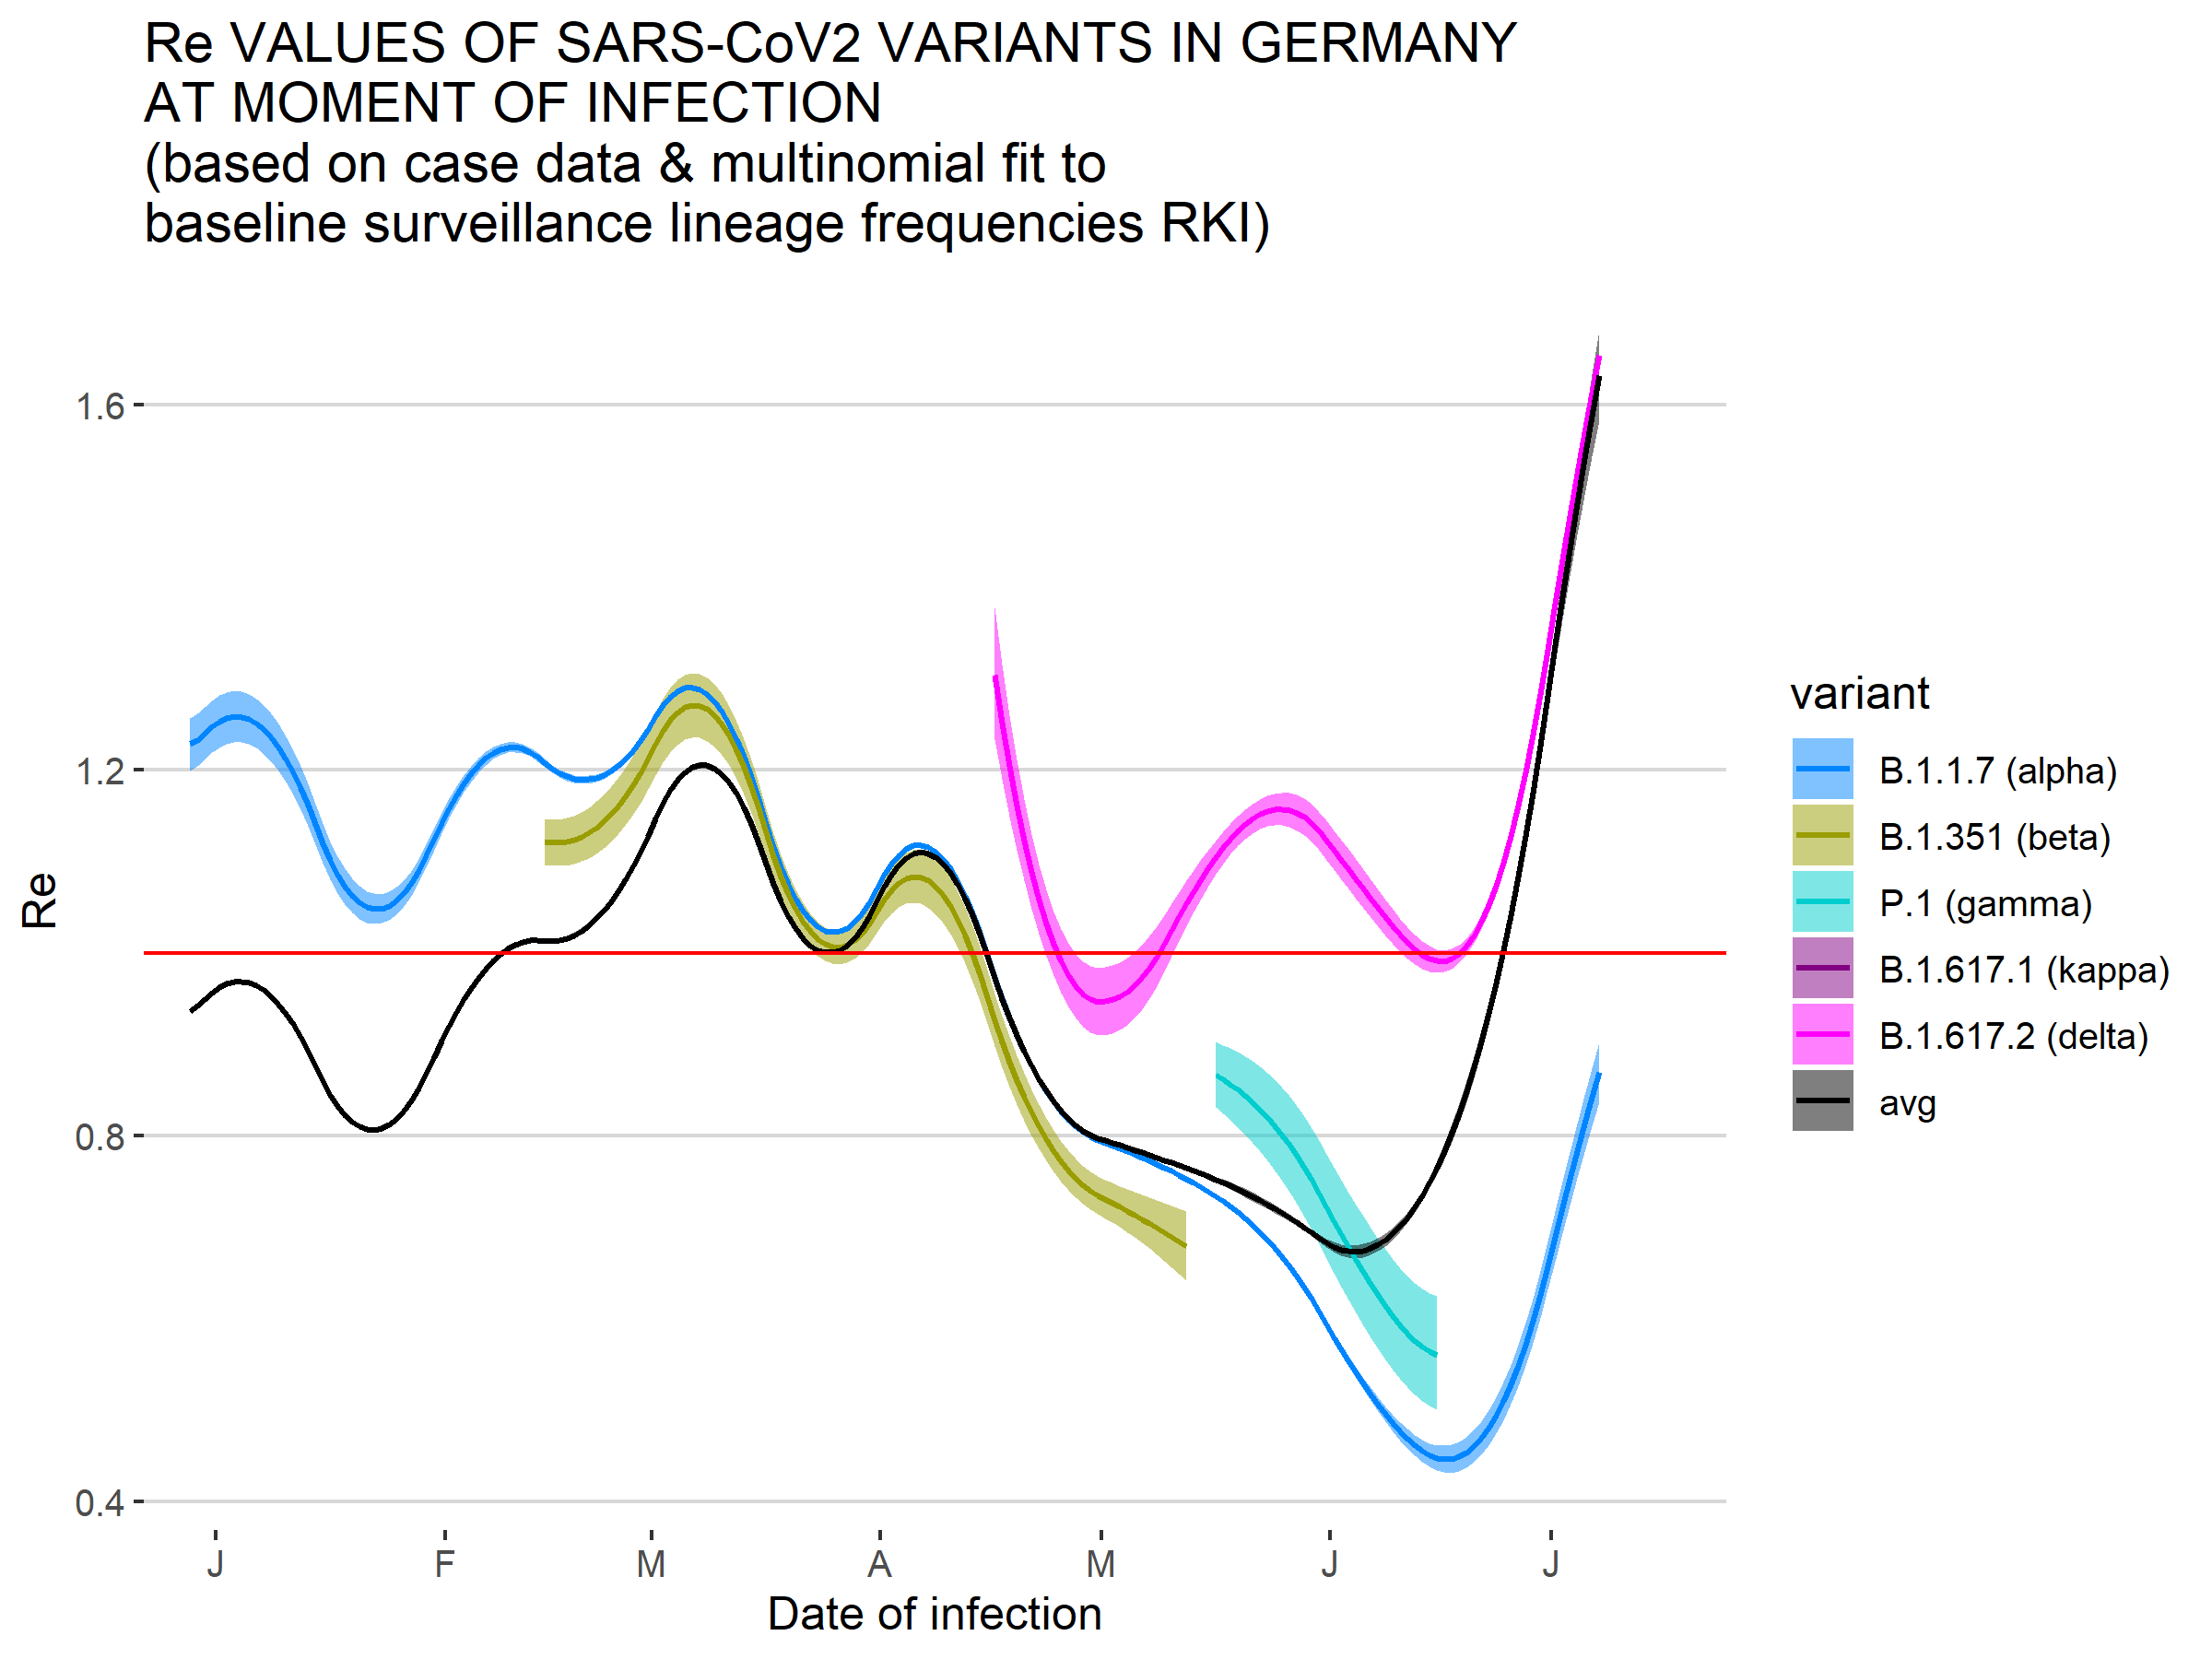 Re VALUES OF SARS-CoV2 VARIANTS IN GERMANY
AT MOMENT OF INFECTION
(based on case data & multinomial fit to
baseline surveillance lineage frequencies RKI)
1.6
1.2
0.8
0.4
Re
J F M A M J J
Date of infection
variant
B.1.1.7 (alpha)
B.1.351 (beta)
P.1 (gamma)
B.1.617.1 (kappa)
B.1.617.2 (delta)
avg